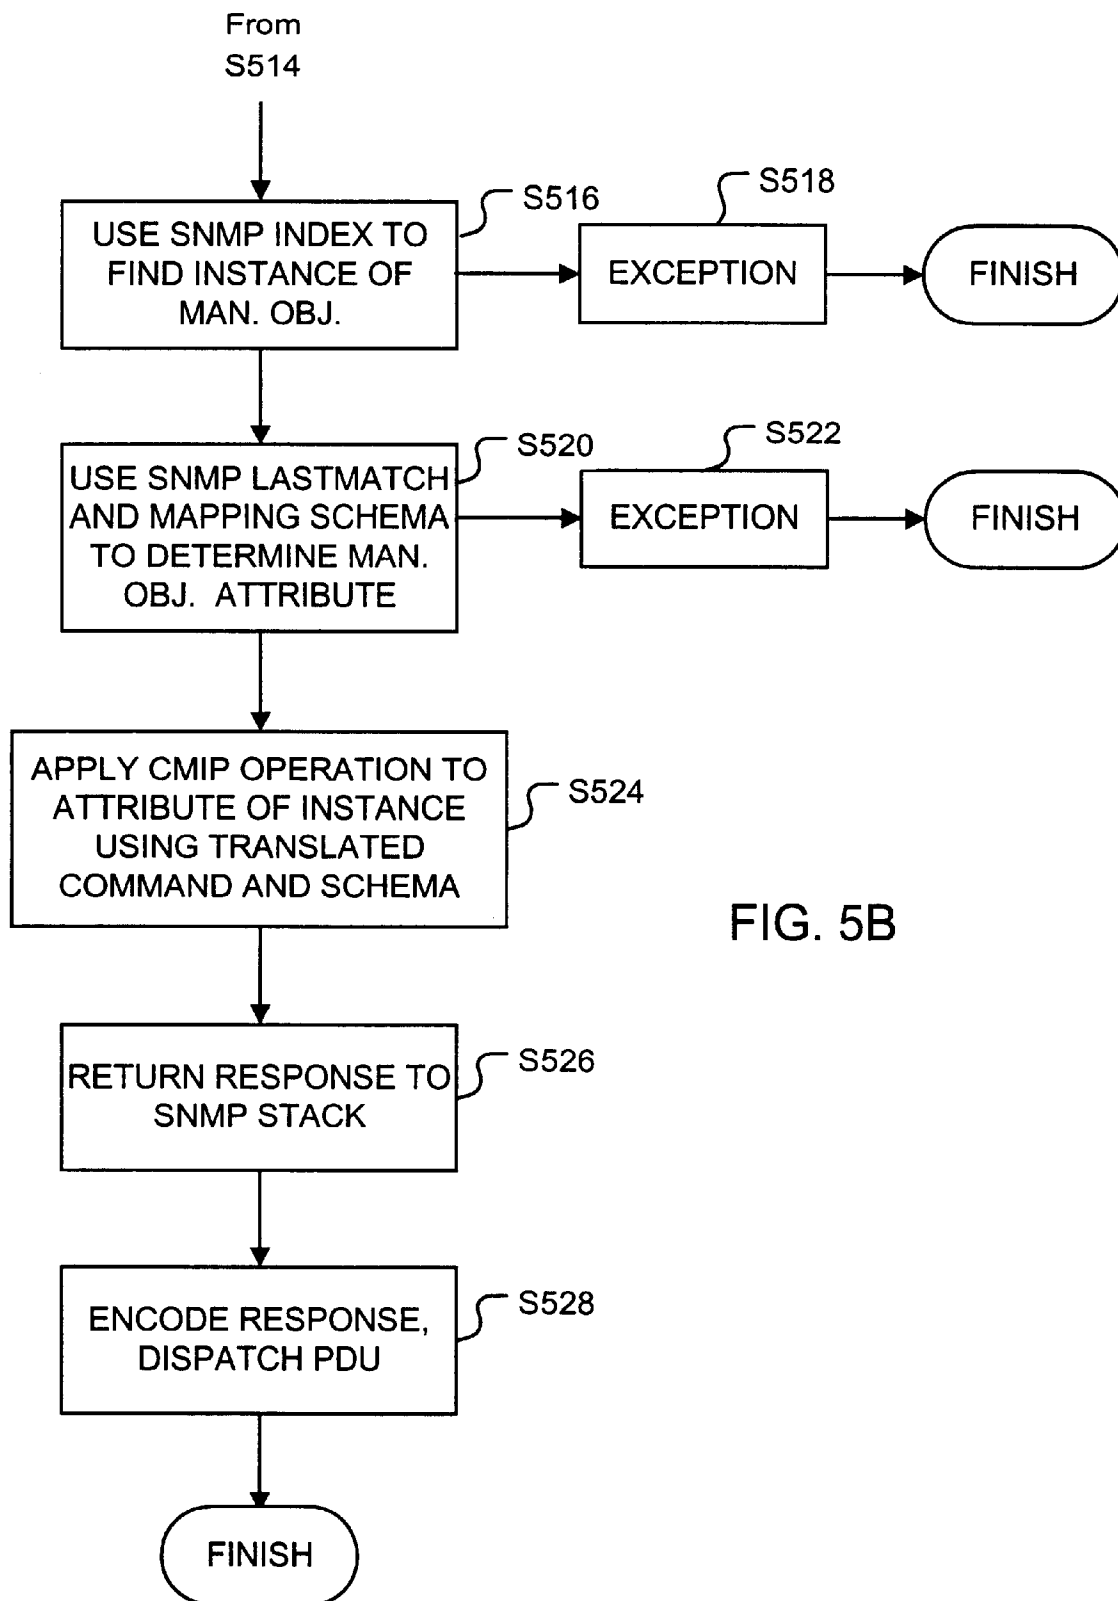 From
S514
S516
USE SNMP INDEX TO
FIND INSTANCE OF
MAN. OBJ.
S518
EXCEPTION
FINISH
S520
USE SNMP LASTMATCH
AND MAPPING SCHEMA
TO DETERMINE MAN.
OBJ. ATTRIBUTE
S522
EXCEPTION
FINISH
APPLY CMIP OPERATION TO
ATTRIBUTE OF INSTANCE
USING TRANSLATED
COMMAND AND SCHEMA
S524
FIG. 5B
RETURN RESPONSE TO
SNMP STACK
S526
ENCODE RESPONSE,
DISPATCH PDU
S528
FINISH